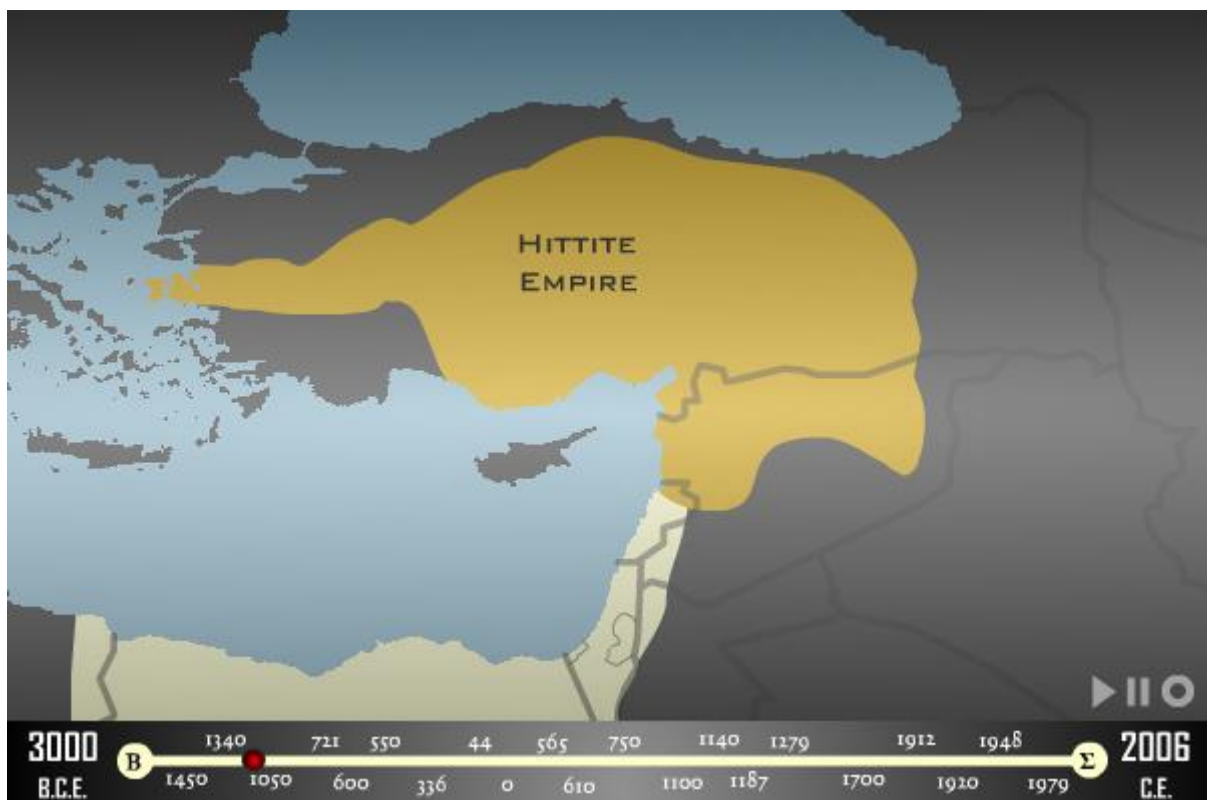 HITTITE
EMPIRE
3000
B.C.E.
B
1340 721 550 44 565 750 1140 1279 1912 1948
1450 1050 600 336 0 610 1100 1187 1700 1920 1979
Σ
2006
C.E.